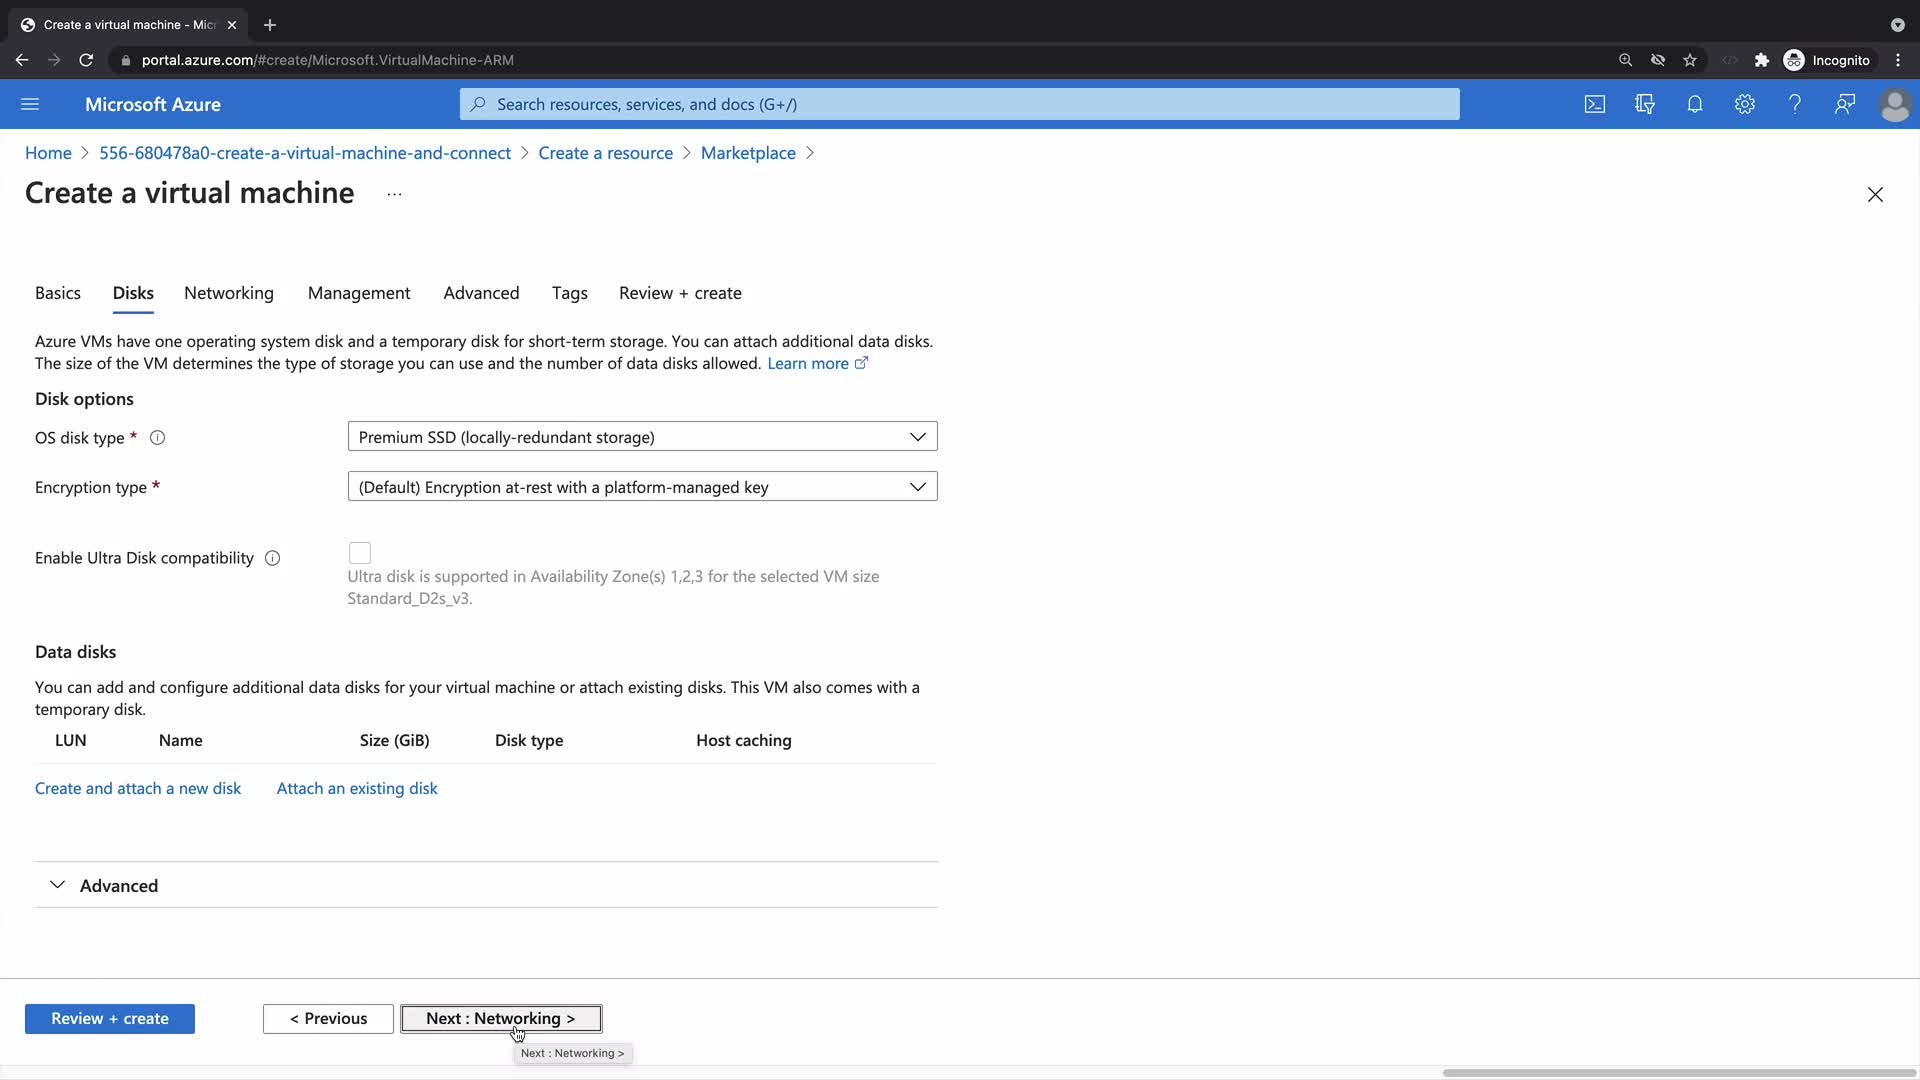 Create a virtual machine - Micr
portal.azure.com/#create/Microsoft.VirtualMachine-ARM
Incognito
Microsoft Azure
Search resources, services, and docs (G+/)
Home > 556-680478a0-create-a-virtual-machine-and-connect > Create a resource > Marketplace >
Create a virtual machine ...
Basics
Disks
Networking
Management
Advanced
Tags
Review + create
Azure VMs have one operating system disk and a temporary disk for short-term storage. You can attach additional data disks.
The size of the VM determines the type of storage you can use and the number of data disks allowed. Learn more
Disk options
OS disk type *
Premium SSD (locally-redundant storage)
Encryption type *
(Default) Encryption at-rest with a platform-managed key
Enable Ultra Disk compatibility
Ultra disk is supported in Availability Zone(s) 1,2,3 for the selected VM size
Standard_D2s_v3.
Data disks
You can add and configure additional data disks for your virtual machine or attach existing disks. This VM also comes with a
temporary disk.
LUN
Name
Size (GiB)
Disk type
Host caching
Create and attach a new disk
Attach an existing disk
Advanced
Review + create
< Previous
Next : Networking >
Next : Networking >